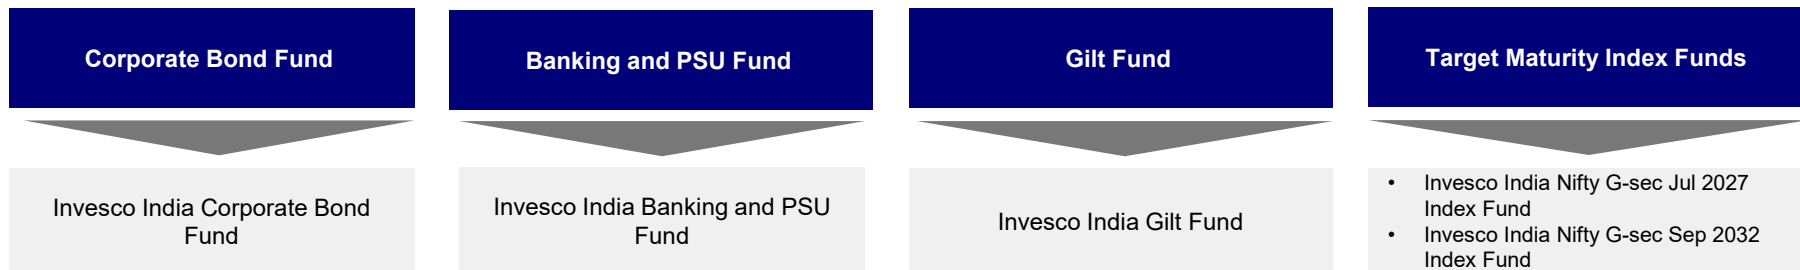 Corporate Bond Fund
Banking and PSU Fund
Gilt Fund
Target Maturity Index Funds
Invesco India Corporate Bond
Fund
Invesco India Banking and PSU
Fund
Invesco India Gilt Fund
• Invesco India Nifty G-sec Jul 2027
Index Fund
• Invesco India Nifty G-sec Sep 2032
Index Fund